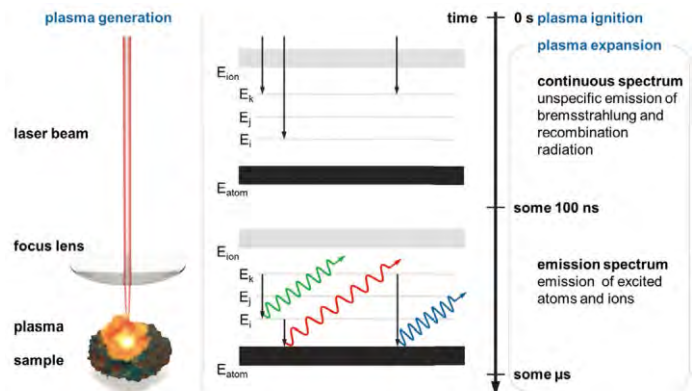 plasma generation
laser beam
focus lens
plasma
sample
E_ion
E_k
E_j
E_i
E_atom
E_ion
E_k
E_j
E_i
E_atom
time
0 s plasma ignition
plasma expansion
continuous spectrum
unspecific emission of
bremsstrahlung and
recombination
radiation
some 100 ns
emission spectrum
emission of excited
atoms and ions
some µs